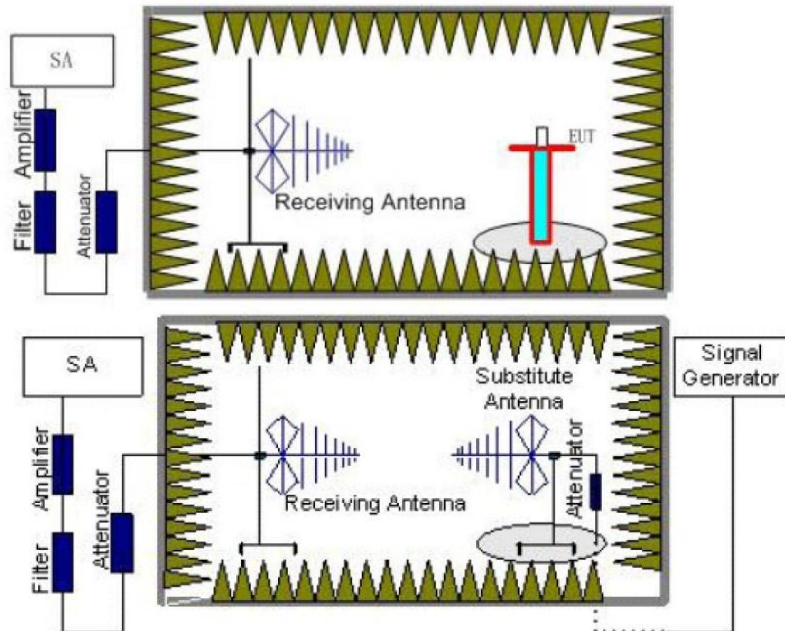 SA
Amplifier
Filter
Attenuator
EUT
Receiving Antenna
SA
Signal
Generator
Substitute
Antenna
Amplifier
Attenuator
Receiving Antenna
Filter
Attenuator